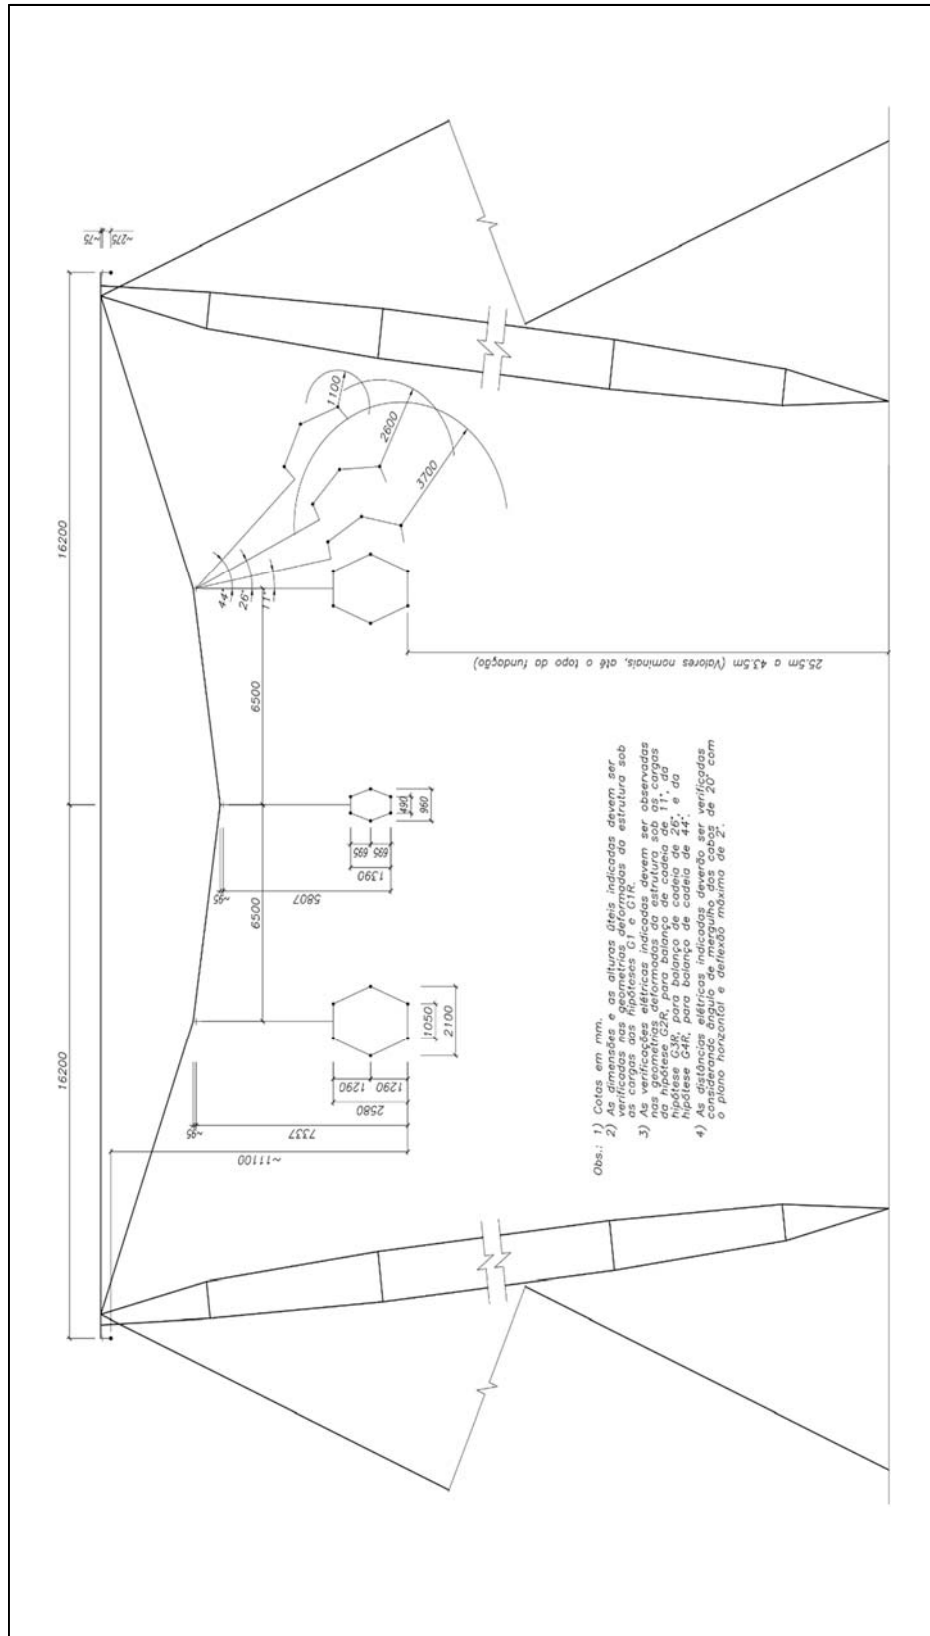 16200
16200
~75
~275
1100
2600
3700
44°
26°
11°
6500
6500
25.5m a 43.5m (Valores nominais, até o topo da fundação)
490
960
695
695
1390
~95
5807
1050
2100
1290
1290
2580
~95
7337
~11100
Obs.: 1) Cotas em mm.
2) As dimensões e as alturas úteis indicadas devem ser
verificadas nas geometrias deformadas da estrutura sob
as cargas das hipóteses G1 e G1R.
3) As verificações elétricas indicadas devem ser observadas
nas geometrias deformadas da estrutura sob as cargas
da hipótese G2R, para balanço de cadeia de 11°, da
hipótese G3R, para balanço de cadeia de 26°, e da
hipótese G4R, para balanço de cadeia de 44°.
4) As distâncias elétricas indicadas deverão ser verificadas
considerando ângulo de mergulho dos cabos de 20° com
o plano horizontal e deflexão máxima de 2°.